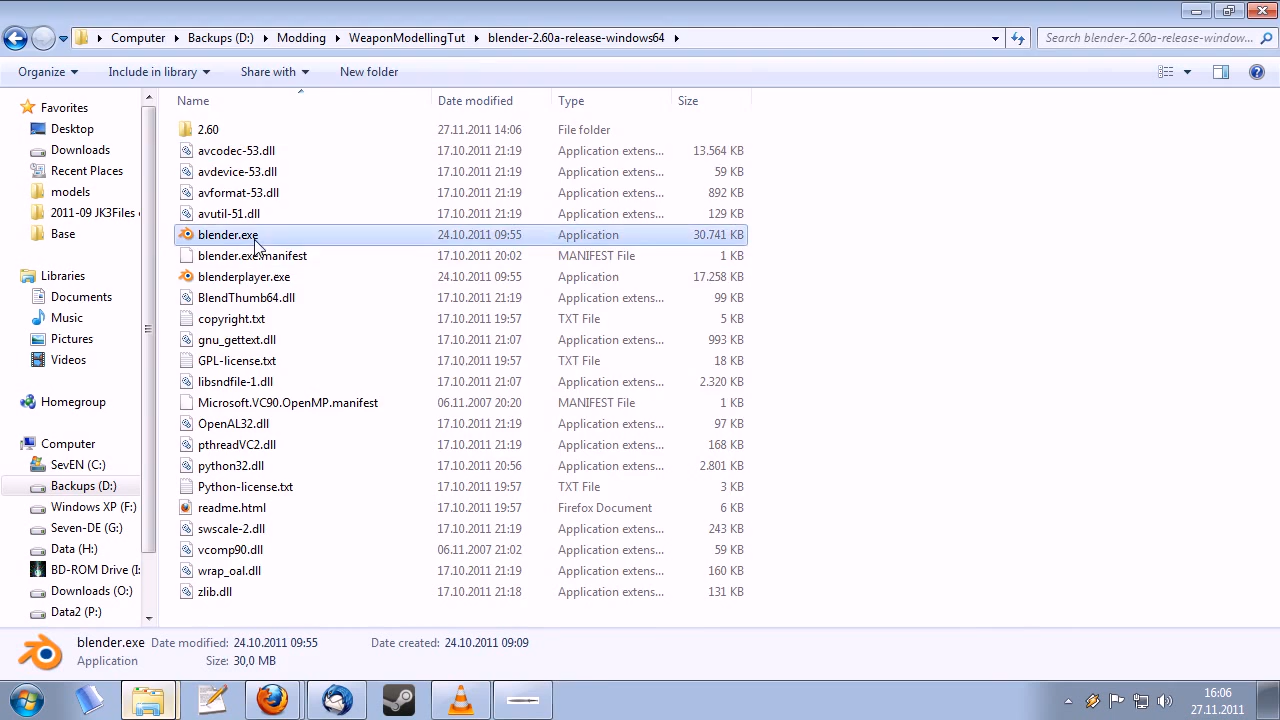 Computer Backups (D:) Modding WeaponModellingTut blender-2.60a-release-windows64 Search blender-2.60a-release-window...
Organize Include in library Share with New folder
Name Date modified Type Size
Favorites
Desktop
Downloads
Recent Places
models
2011-09 JK3Files
Base
Libraries
Documents
Music
Pictures
Videos
Homegroup
Computer
SevEN (C:)
Backups (D:)
Windows XP (F:)
Seven-DE (G:)
Data (H:)
BD-ROM Drive (I:
Downloads (O:)
Data2 (P:)
2.60 27.11.2011 14:06 File folder
avcodec-53.dll 17.10.2011 21:19 Application extens... 13.564 KB
avdevice-53.dll 17.10.2011 21:19 Application extens... 59 KB
avformat-53.dll 17.10.2011 21:19 Application extens... 892 KB
avutil-51.dll 17.10.2011 21:19 Application extens... 129 KB
blender.exe 24.10.2011 09:55 Application 30.741 KB
blender.exe.manifest 17.10.2011 20:02 MANIFEST File 1 KB
blenderplayer.exe 24.10.2011 09:55 Application 17.258 KB
BlendThumb64.dll 17.10.2011 21:19 Application extens... 99 KB
copyright.txt 17.10.2011 19:57 TXT File 5 KB
gnu_gettext.dll 17.10.2011 21:07 Application extens... 993 KB
GPL-license.txt 17.10.2011 19:57 TXT File 18 KB
libsndfile-1.dll 17.10.2011 21:07 Application extens... 2.320 KB
Microsoft.VC90.OpenMP.manifest 06.11.2007 20:20 MANIFEST File 1 KB
OpenAL32.dll 17.10.2011 21:19 Application extens... 97 KB
pthreadVC2.dll 17.10.2011 21:19 Application extens... 168 KB
python32.dll 17.10.2011 20:56 Application extens... 2.801 KB
Python-license.txt 17.10.2011 19:57 TXT File 3 KB
readme.html 17.10.2011 19:57 Firefox Document 6 KB
swscale-2.dll 17.10.2011 21:19 Application extens... 243 KB
vcomp90.dll 06.11.2007 21:02 Application extens... 59 KB
wrap_oal.dll 17.10.2011 21:19 Application extens... 160 KB
zlib.dll 17.10.2011 21:18 Application extens... 131 KB
blender.exe Date modified: 24.10.2011 09:55 Date created: 24.10.2011 09:09
Application Size: 30,0 MB
16:06
27.11.2011